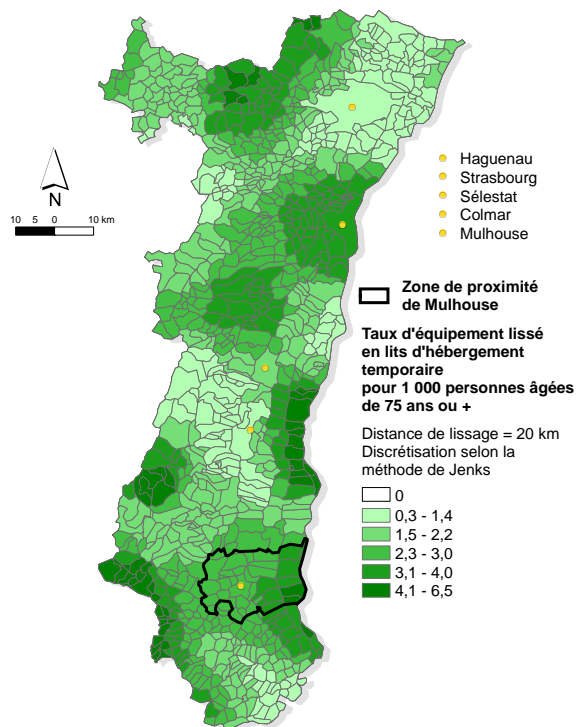 Haguenau
Strasbourg
Sélestat
Colmar
Mulhouse
N
10 5 0 10 km
Zone de proximité
de Mulhouse
Taux d'équipement lissé
en lits d'hébergement
temporaire
pour 1 000 personnes âgées
de 75 ans ou +
Distance de lissage = 20 km
Discrétisation selon la
méthode de Jenks
0
0,3 - 1,4
1,5 - 2,2
2,3 - 3,0
3,1 - 4,0
4,1 - 6,5